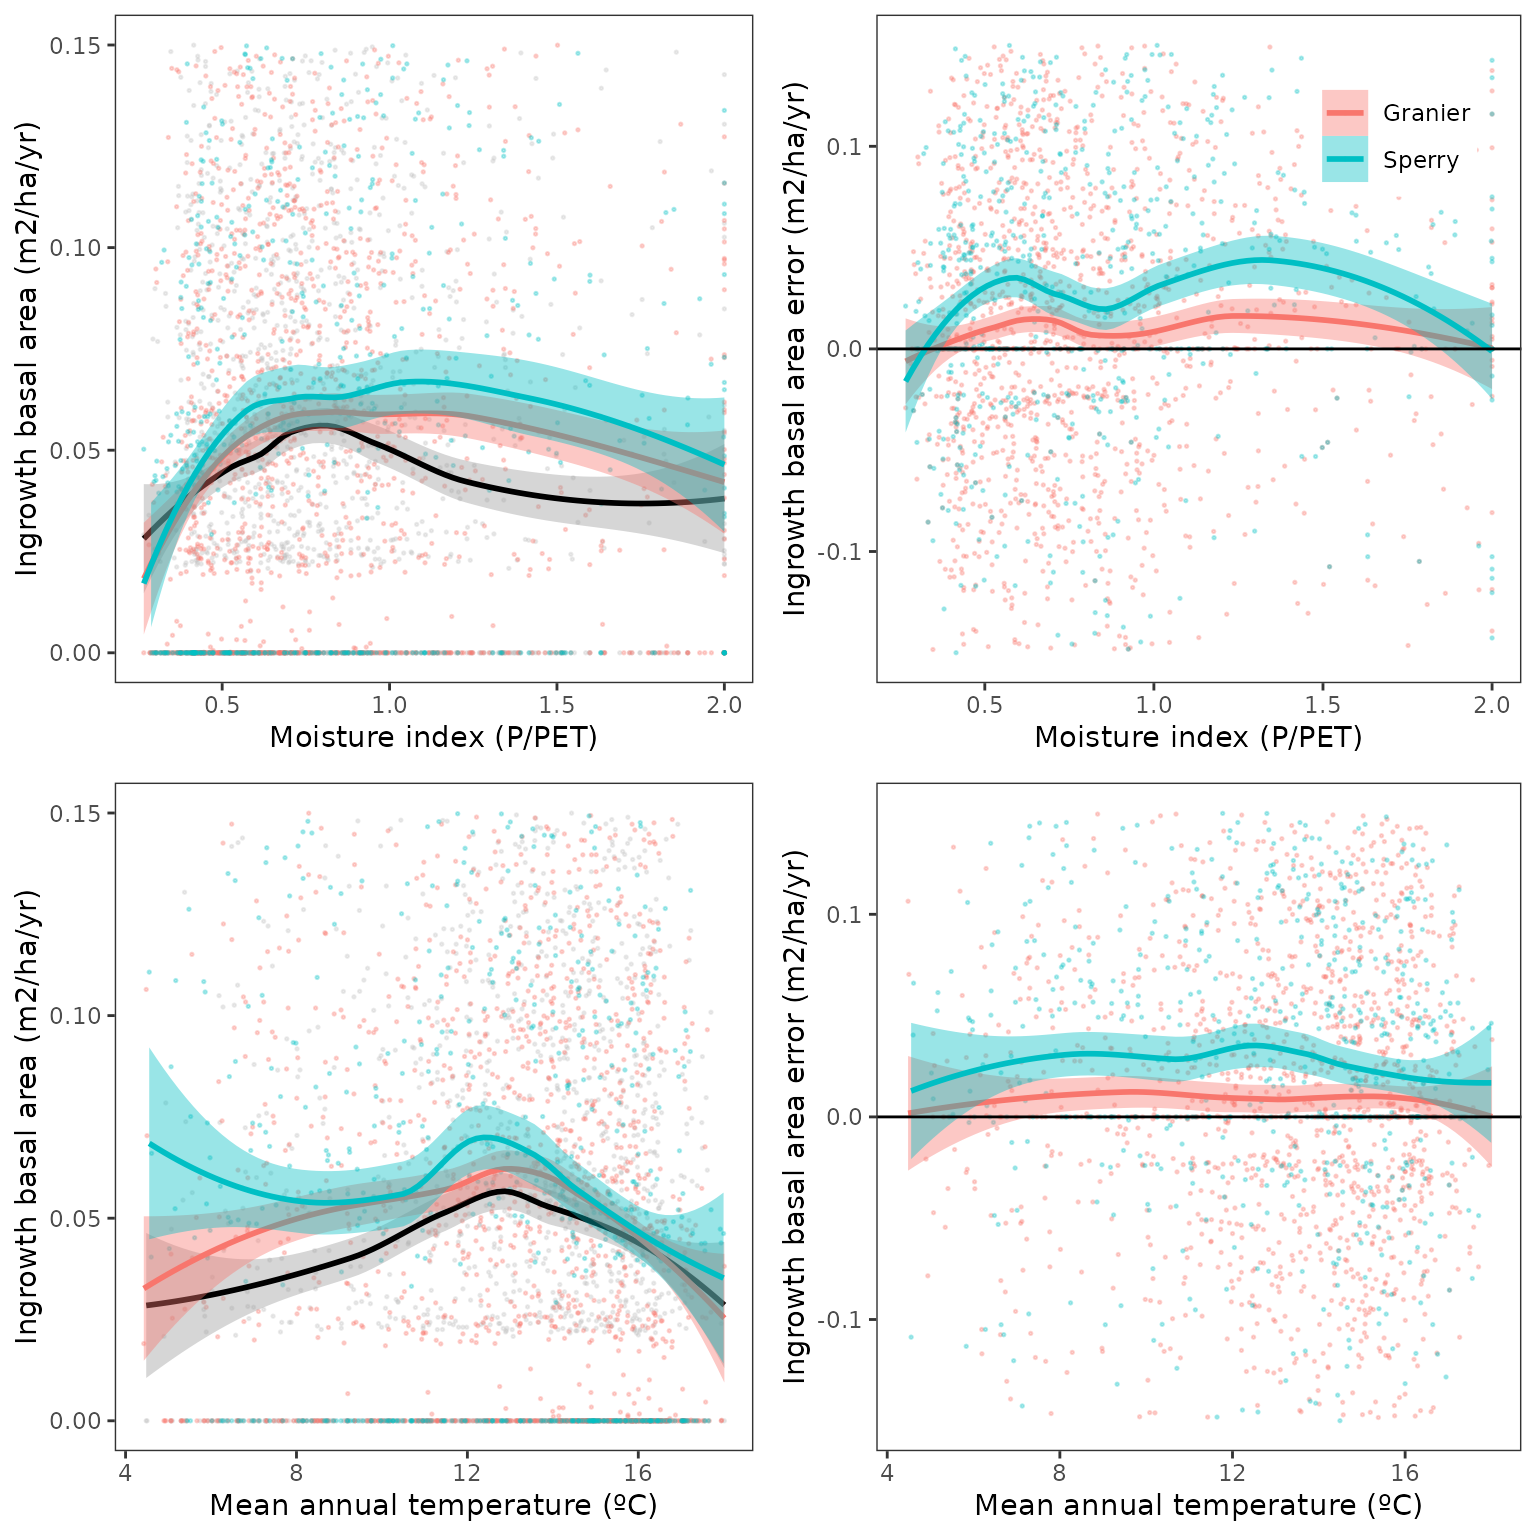 Ingrowth basal area (m2/ha/yr)
0.15
0.10
0.05
0.00
0.5 1.0 1.5 2.0
Moisture index (P/PET)
Ingrowth basal area error (m2/ha/yr)
0.1
0.0
-0.1
Granier
Sperry
0.5 1.0 1.5 2.0
Moisture index (P/PET)
Ingrowth basal area (m2/ha/yr)
0.15
0.10
0.05
0.00
4 8 12 16
Mean annual temperature (ºC)
Ingrowth basal area error (m2/ha/yr)
0.1
0.0
-0.1
4 8 12 16
Mean annual temperature (ºC)